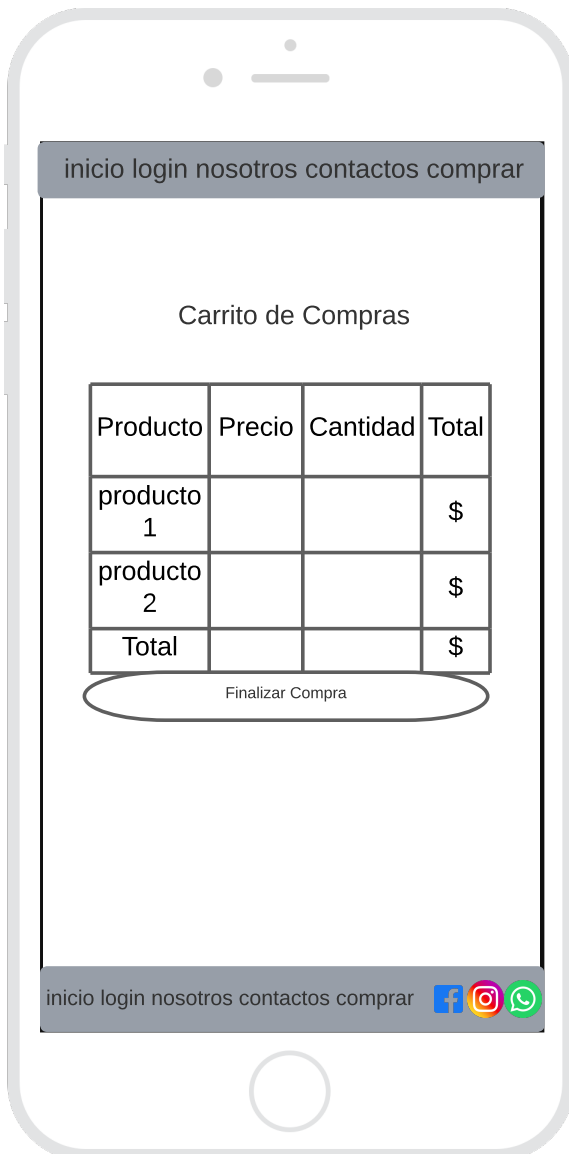 inicio login nosotros contactos comprar
Carrito de Compras
Producto Precio Cantidad Total
producto
1
$
producto
2
$
Total $
Finalizar Compra
inicio login nosotros contactos comprar